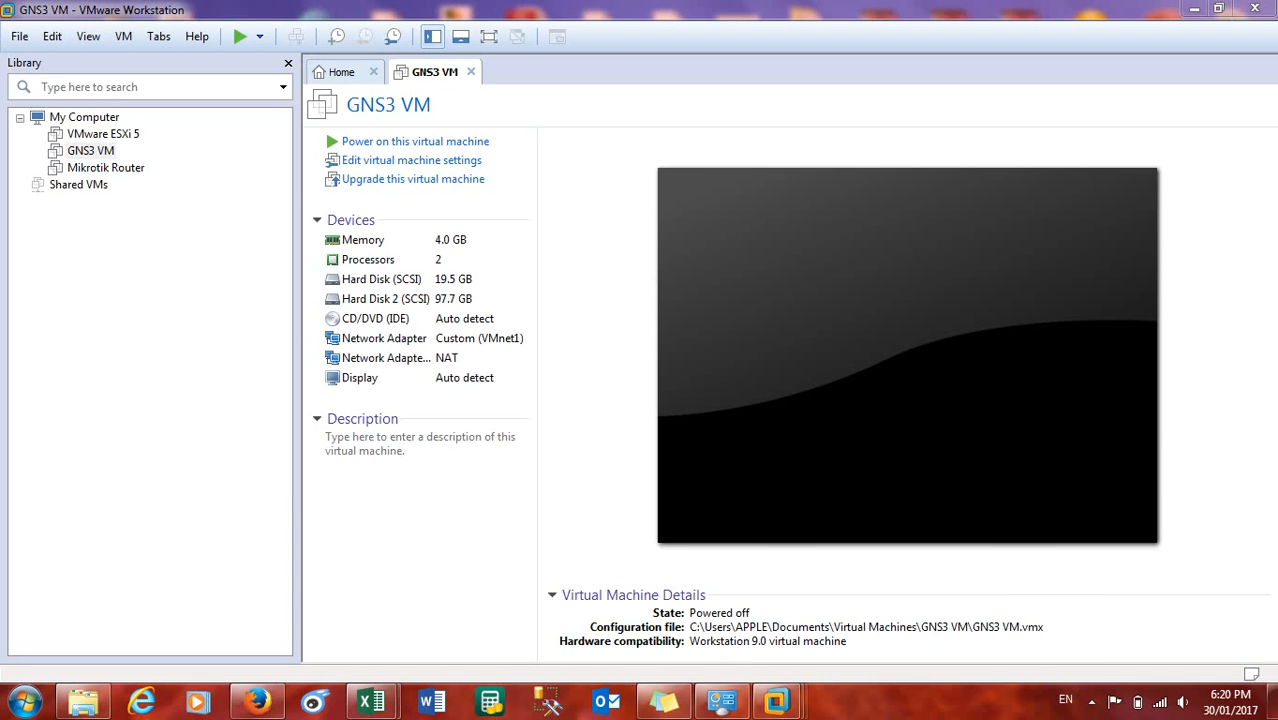 GNS3 VM - VMware Workstation
File Edit View VM Tabs Help
Library
Type here to search
My Computer
VMware ESXi 5
GNS3 VM
Mikrotik Router
Shared VMs
Home
GNS3 VM
GNS3 VM
Power on this virtual machine
Edit virtual machine settings
Upgrade this virtual machine
Devices
Memory 4.0 GB
Processors 2
Hard Disk (SCSI) 19.5 GB
Hard Disk 2 (SCSI) 97.7 GB
CD/DVD (IDE) Auto detect
Network Adapter Custom (VMnet1)
Network Adapte... NAT
Display Auto detect
Description
Type here to enter a description of this
virtual machine.
Virtual Machine Details
State: Powered off
Configuration file: C:\Users\APPLE\Documents\Virtual Machines\GNS3 VM\GNS3 VM.vmx
Hardware compatibility: Workstation 9.0 virtual machine
EN
6:20 PM
30/01/2017